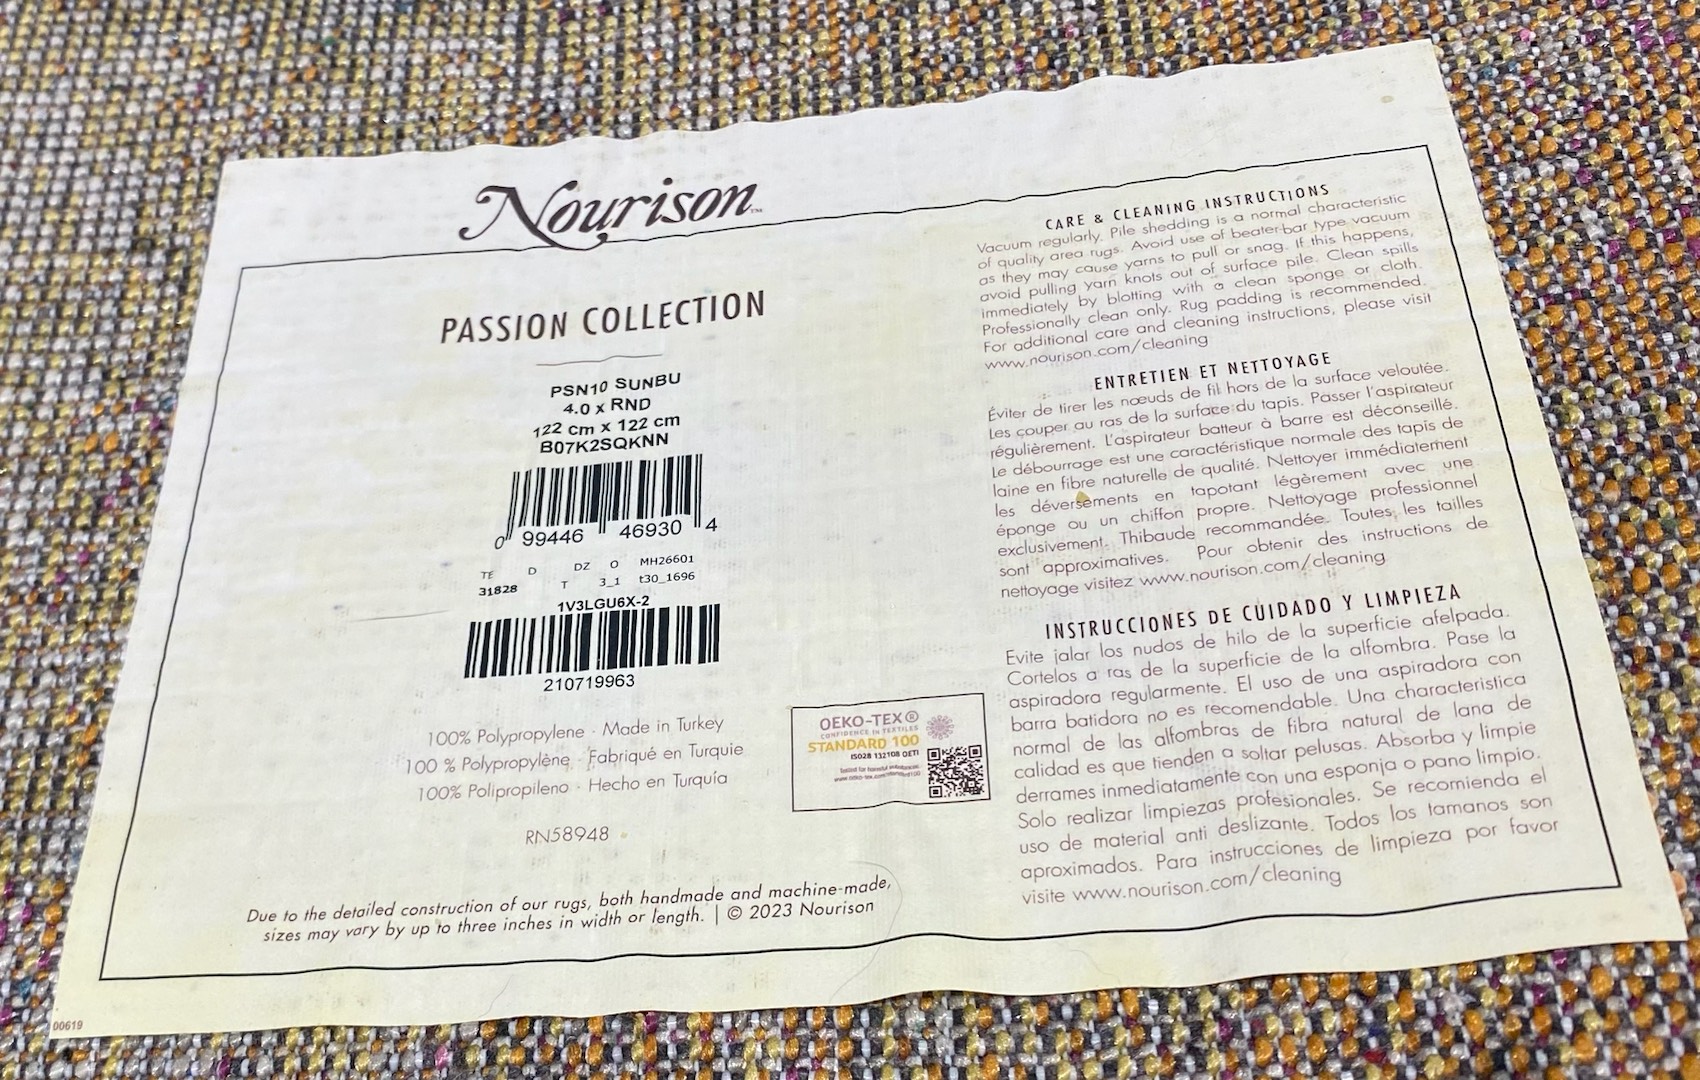 Nourison™
PASSION COLLECTION
PSN10 SUNBU
4.0 x RND
122 cm x 122 cm
B07K2SQKNN
0 99446 46930 4
TE D DZ O MH26601
31828 T 3_1 t30_1696
1V3LGU6X-2
210719963
100% Polypropylene · Made in Turkey
100 % Polypropylène · Fabriqué en Turquie
100% Polipropileno · Hecho en Turquía
RN58948
Due to the detailed construction of our rugs, both handmade and machine-made,
sizes may vary by up to three inches in width or length. | © 2023 Nourison
00619
OEKO-TEX®
CONFIDENCE IN TEXTILES
STANDARD 100
IS028 132108 OETI
Tested for harmful substances.
www.oeko-tex.com/standard100
CARE & CLEANING INSTRUCTIONS
Vacuum regularly. Pile shedding is a normal characteristic
of quality area rugs. Avoid use of beater-bar type vacuum
as they may cause yarns to pull or snag. If this happens,
avoid pulling yarn knots out of surface pile. Clean spills
immediately by blotting with a clean sponge or cloth.
Professionally clean only. Rug padding is recommended.
For additional care and cleaning instructions, please visit
www.nourison.com/cleaning
ENTRETIEN ET NETTOYAGE
Éviter de tirer les nœuds de fil hors de la surface veloutée.
Les couper au ras de la surface du tapis. Passer l'aspirateur
régulièrement. L'aspirateur batteur à barre est déconseillé.
Le débourrage est une caractéristique normale des tapis de
laine en fibre naturelle de qualité. Nettoyer immédiatement
les déversements en tapotant légèrement avec une
éponge ou un chiffon propre. Nettoyage professionnel
exclusivement. Thibaude recommandée. Toutes les tailles
sont approximatives. Pour obtenir des instructions de
nettoyage visitez www.nourison.com/cleaning
INSTRUCCIONES DE CUIDADO Y LIMPIEZA
Evite jalar los nudos de hilo de la superficie afelpada.
Cortelos a ras de la superficie de la alfombra. Pase la
aspiradora regularmente. El uso de una aspiradora con
barra batidora no es recomendable. Una characteristica
normal de las alfombras de fibra natural de lana de
calidad es que tienden a soltar pelusas. Absorba y limpie
derrames inmediatamente con una esponja o pano limpio.
Solo realizar limpiezas profesionales. Se recomienda el
uso de material anti deslizante. Todos los tamanos son
aproximados. Para instrucciones de limpieza por favor
visite www.nourison.com/cleaning